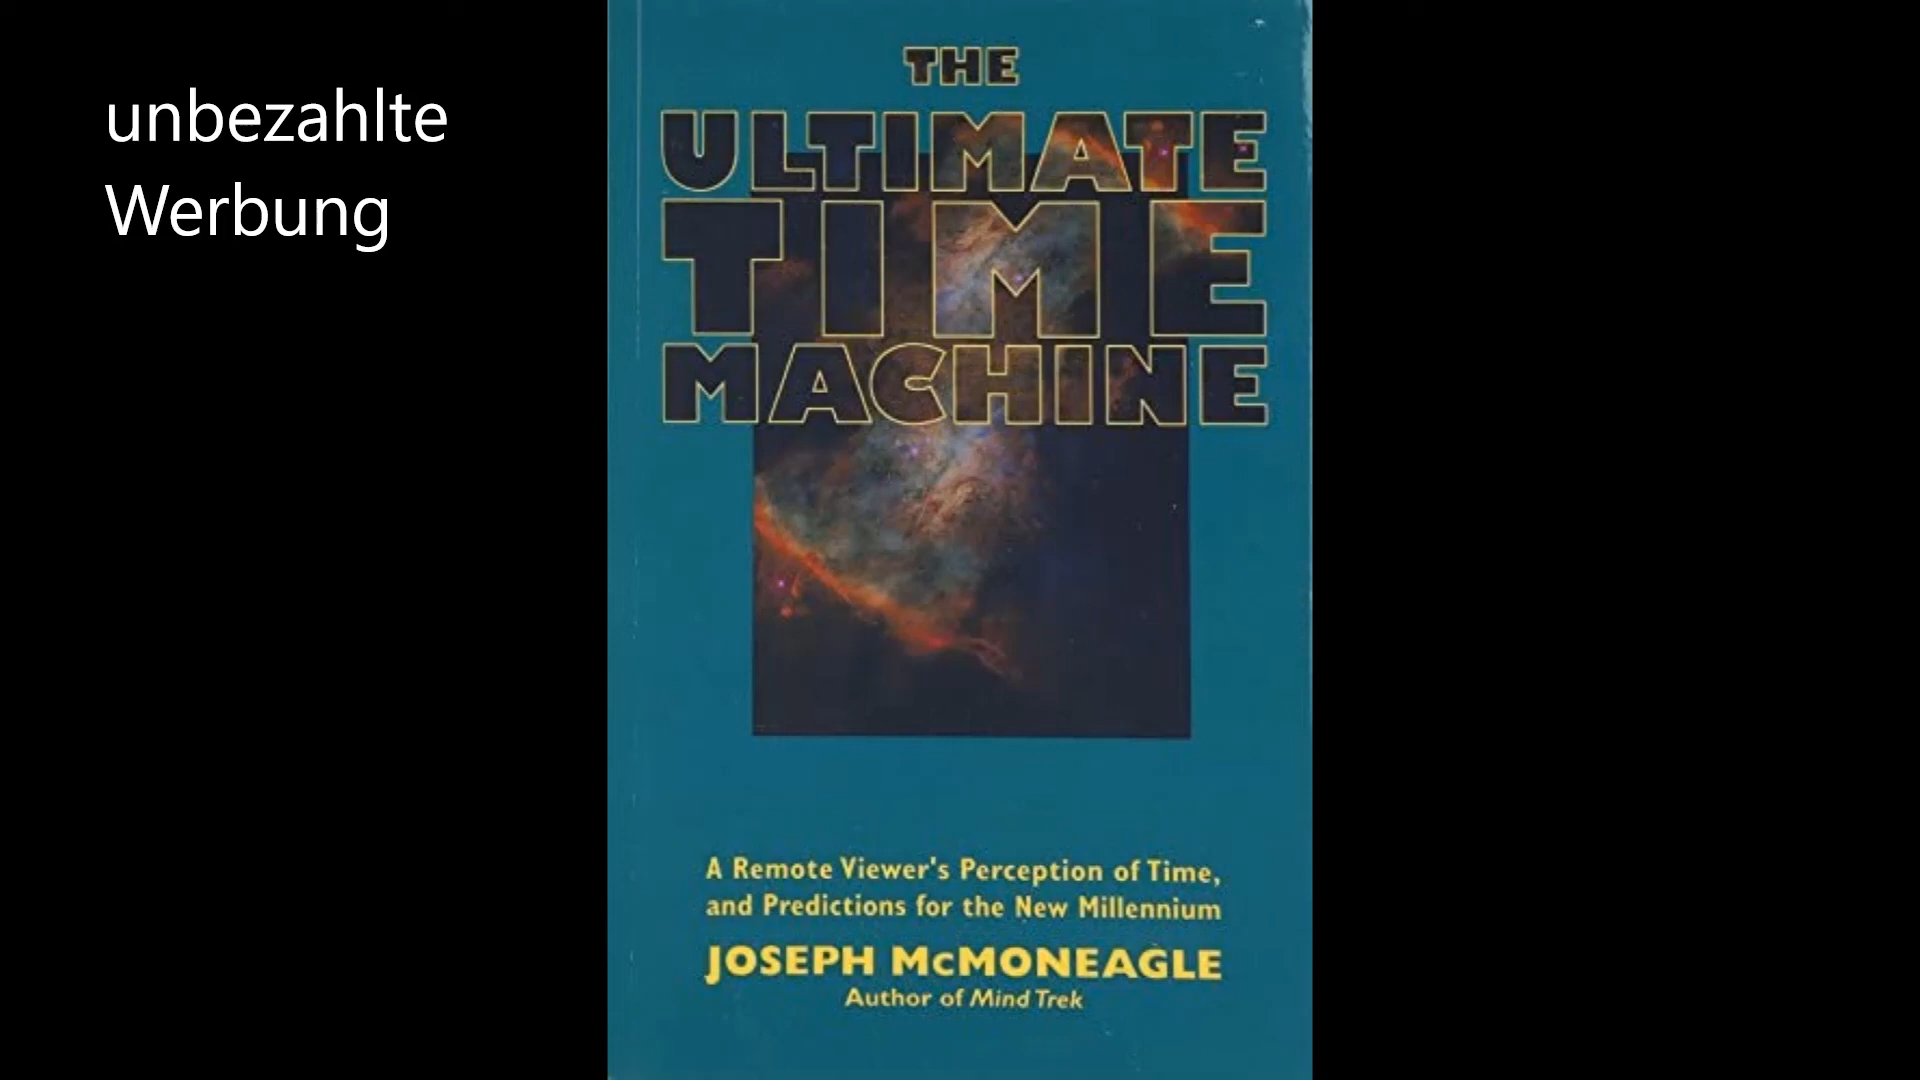 unbezahlte
Werbung
THE
ULTIMATE
TIME
MACHINE
A Remote Viewer's Perception of Time,
and Predictions for the New Millennium
JOSEPH McMONEAGLE
Author of Mind Trek